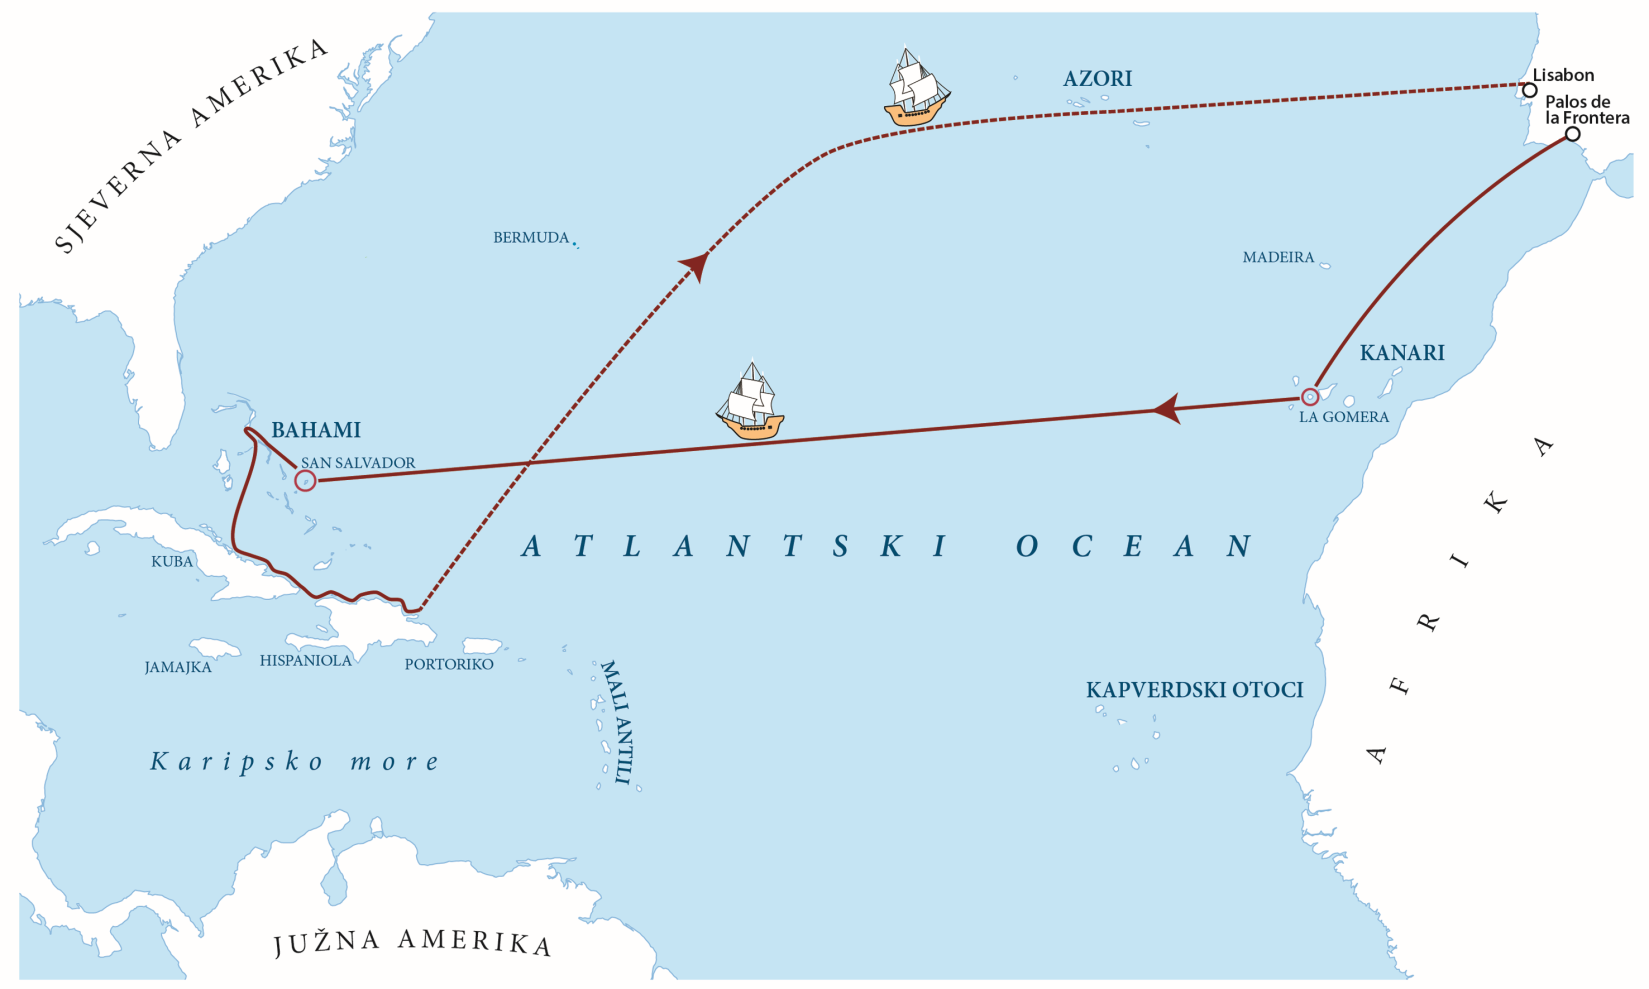 SJEVERNA AMERIKA
AZORI
Lisabon
Palos de
la Frontera
BERMUDA
MADEIRA
KANARI
LA GOMERA
BAHAMI
SAN SALVADOR
ATLANTSKI OCEAN
AFRIKA
KUBA
JAMAJKA
HISPANIOLA
PORTORIKO
MALI ANTILI
KAPVERDSKI OTOCI
Karipsko more
JUŽNA AMERIKA